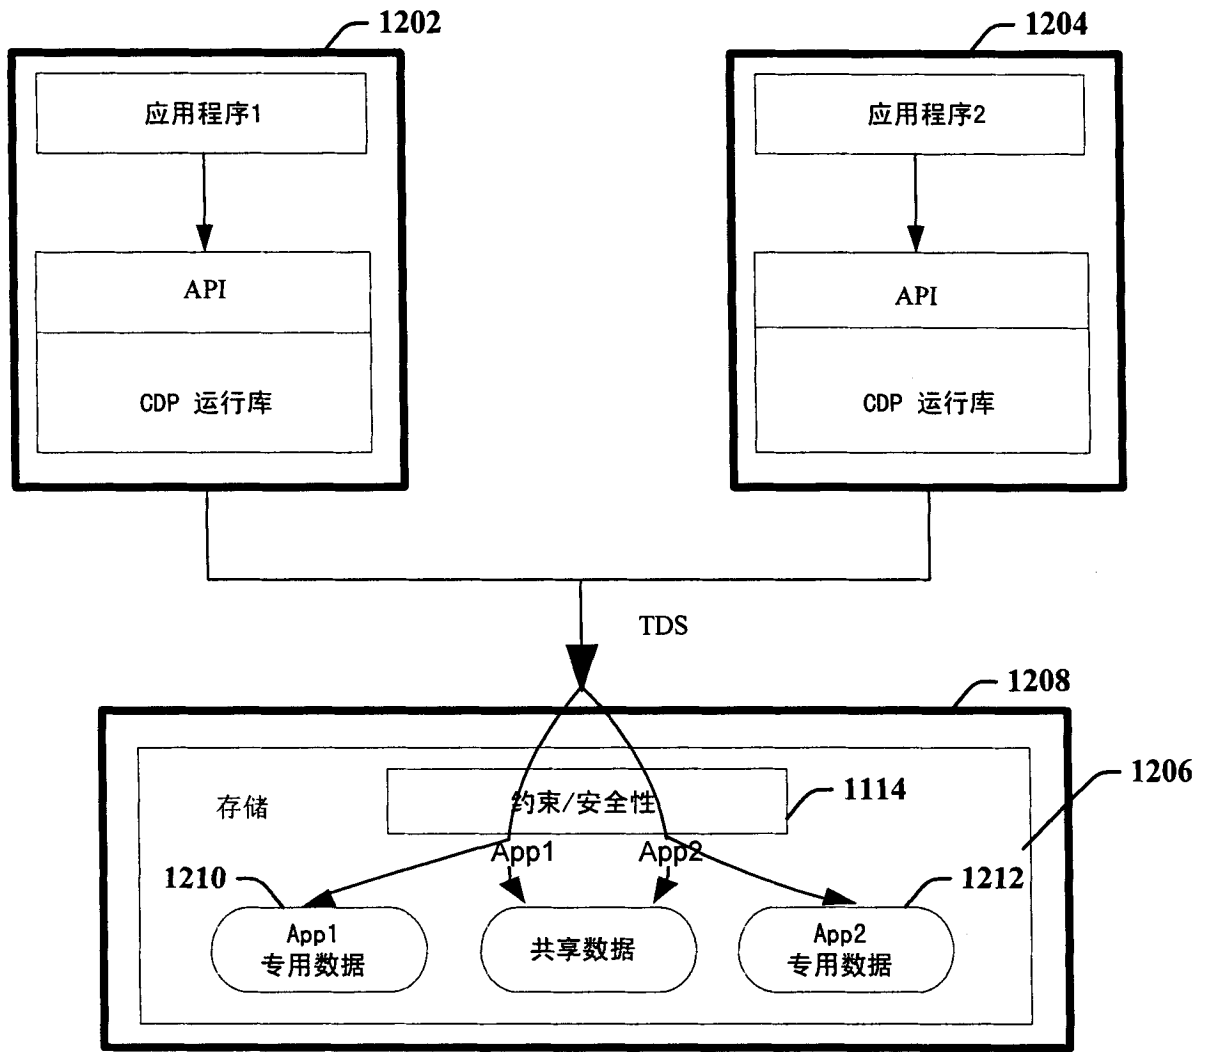 1202
1204
应用程序1
应用程序2
API
API
CDP 运行库
CDP 运行库
TDS
1208
1206
存储
约束/安全性
1114
App1
App2
1210
1212
App1
专用数据
共享数据
App2
专用数据